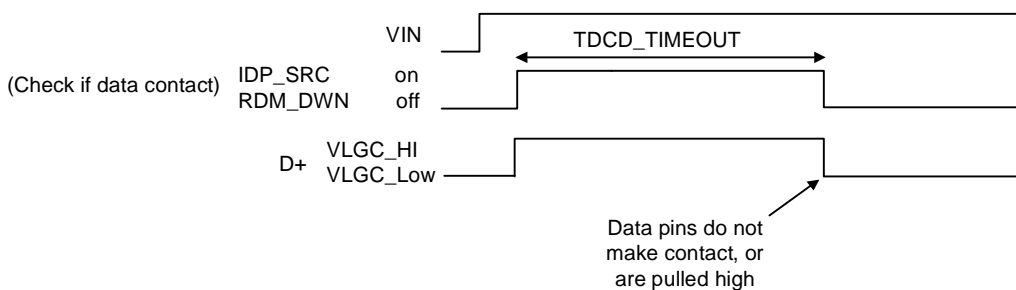 VIN
TDCD_TIMEOUT
(Check if data contact)
IDP_SRC on
RDM_DWN off
D+
VLGC_HI
VLGC_Low
Data pins do not
make contact, or
are pulled high